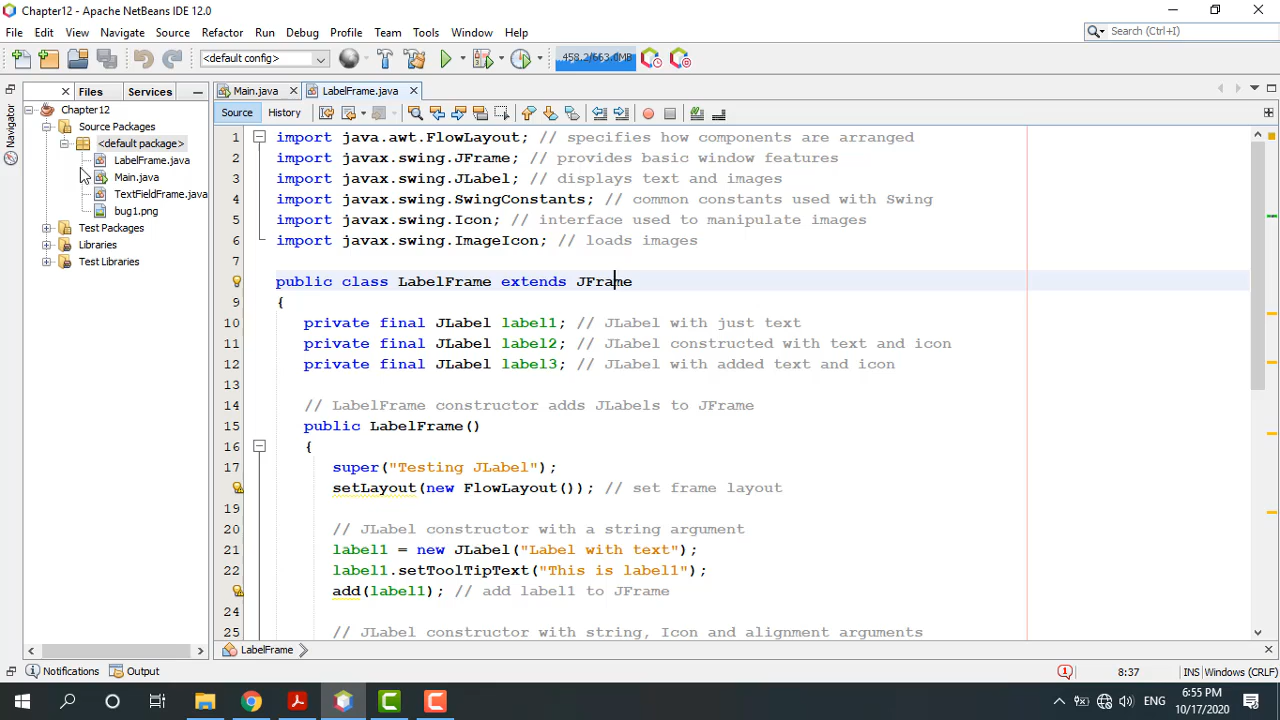 Chapter12 - Apache NetBeans IDE 12.0
File Edit View Navigate Source Refactor Run Debug Profile Team Tools Window Help
Search (Ctrl+I)
<default config>
458.2/663.0MB
Files Services
Main.java LabelFrame.java
Navigator
Source History
Chapter12
Source Packages
<default package>
LabelFrame.java
Main.java
TextFieldFrame.java
bug1.png
Test Packages
Libraries
Test Libraries
1 import java.awt.FlowLayout; // specifies how components are arranged
2 import javax.swing.JFrame; // provides basic window features
3 import javax.swing.JLabel; // displays text and images
4 import javax.swing.SwingConstants; // common constants used with Swing
5 import javax.swing.Icon; // interface used to manipulate images
6 import javax.swing.ImageIcon; // loads images
7
8 public class LabelFrame extends JFrame
9 {
10 private final JLabel label1; // JLabel with just text
11 private final JLabel label2; // JLabel constructed with text and icon
12 private final JLabel label3; // JLabel with added text and icon
13
14 // LabelFrame constructor adds JLabels to JFrame
15 public LabelFrame()
16 {
17 super("Testing JLabel");
setLayout(new FlowLayout()); // set frame layout
19
20 // JLabel constructor with a string argument
21 label1 = new JLabel("Label with text");
22 label1.setToolTipText("This is label1");
add(label1); // add label1 to JFrame
24
25 // JLabel constructor with string, Icon and alignment arguments
LabelFrame
Notifications Output
1
8:37
INS
Windows (CRLF)
ENG
6:55 PM
10/17/2020